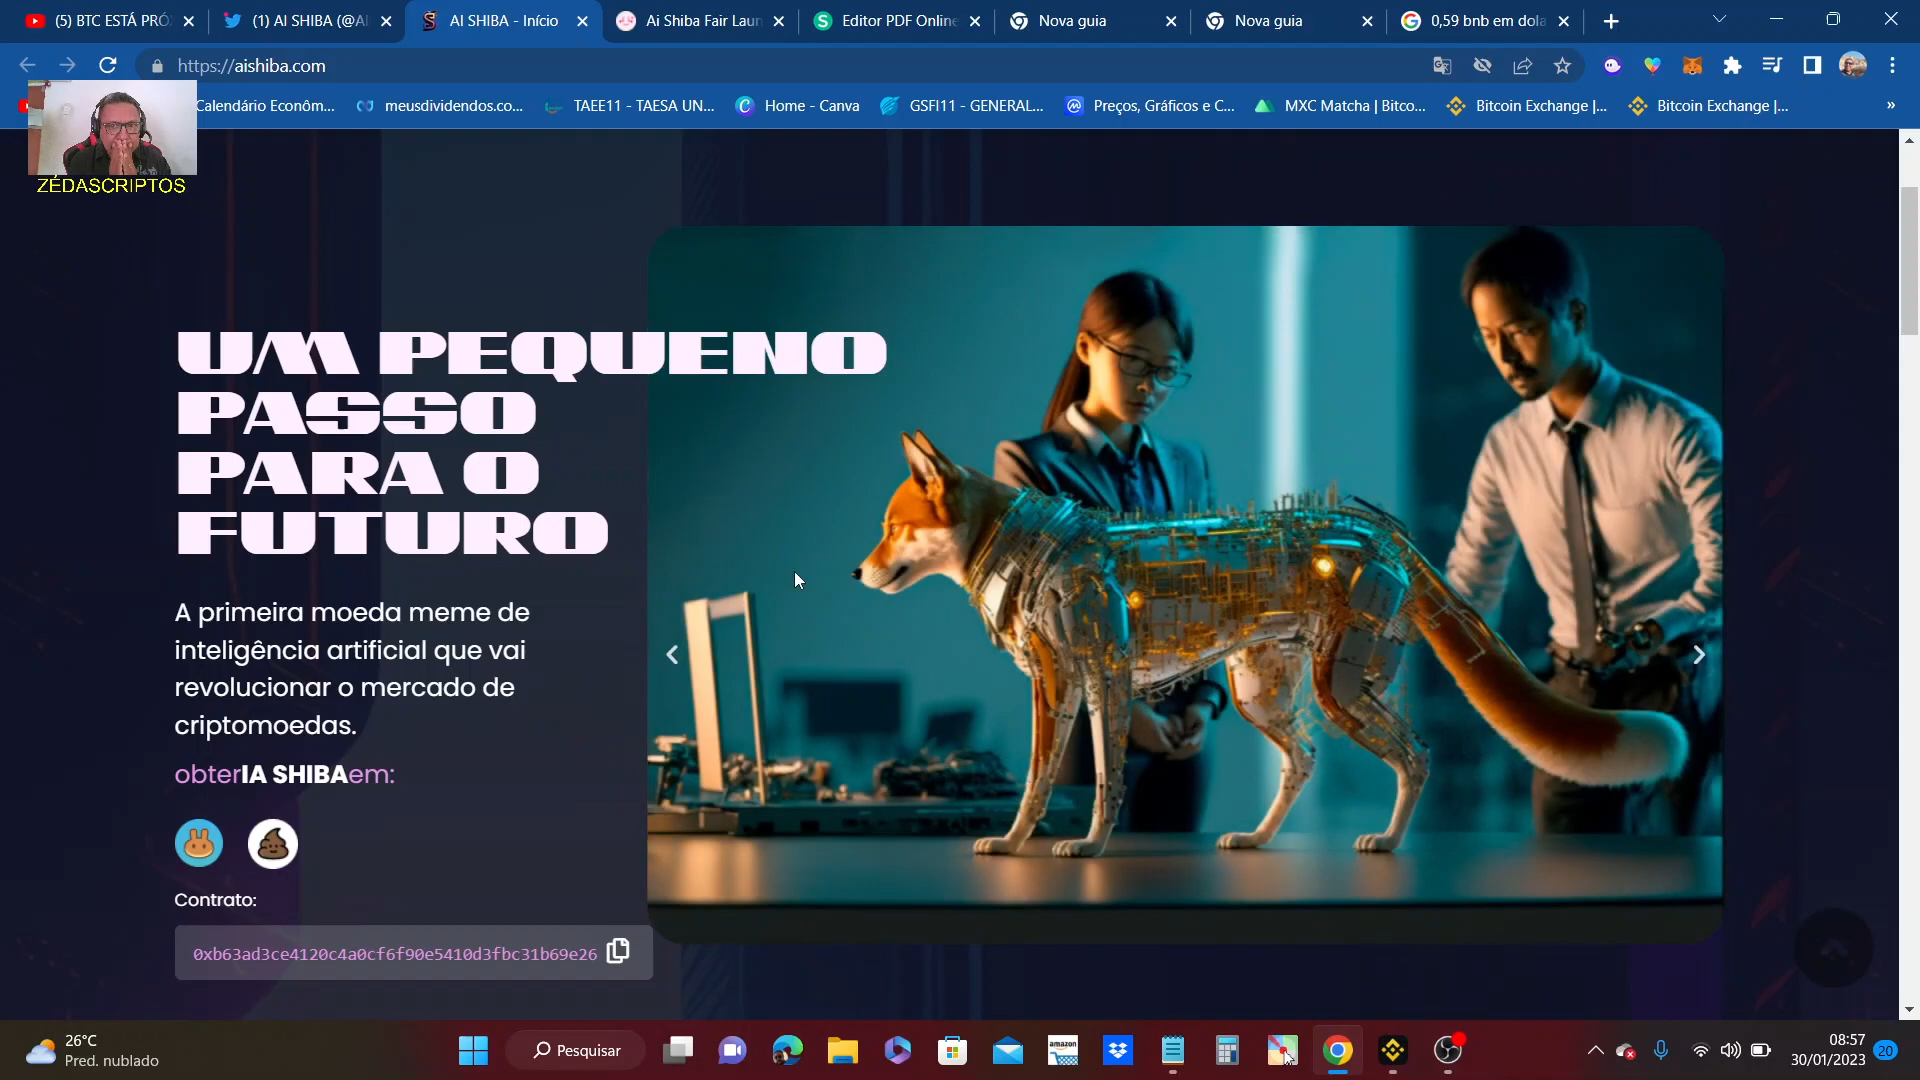 (5) BTC ESTÁ PRÓ
(1) AI SHIBA (@AI
AI SHIBA - Início
Ai Shiba Fair Laun
Editor PDF Online
Nova guia
Nova guia
0,59 bnb em dola
https://aishiba.com
Calendário Econôm...
meusdividendos.co...
TAEE11 - TAESA UN...
Home - Canva
GSFI11 - GENERAL...
Preços, Gráficos e C...
MXC Matcha | Bitco...
Bitcoin Exchange |...
Bitcoin Exchange |...
ZÉDASCRIPTOS
UM PEQUENO
PASSO
PARA O
FUTURO
A primeira moeda meme de
inteligência artificial que vai
revolucionar o mercado de
criptomoedas.
obterIA SHIBAem:
Contrato:
0xb63ad3ce4120c4a0cf6f90e5410d3fbc31b69e26
26°C
Pred. nublado
Pesquisar
amazon
08:57
30/01/2023
20